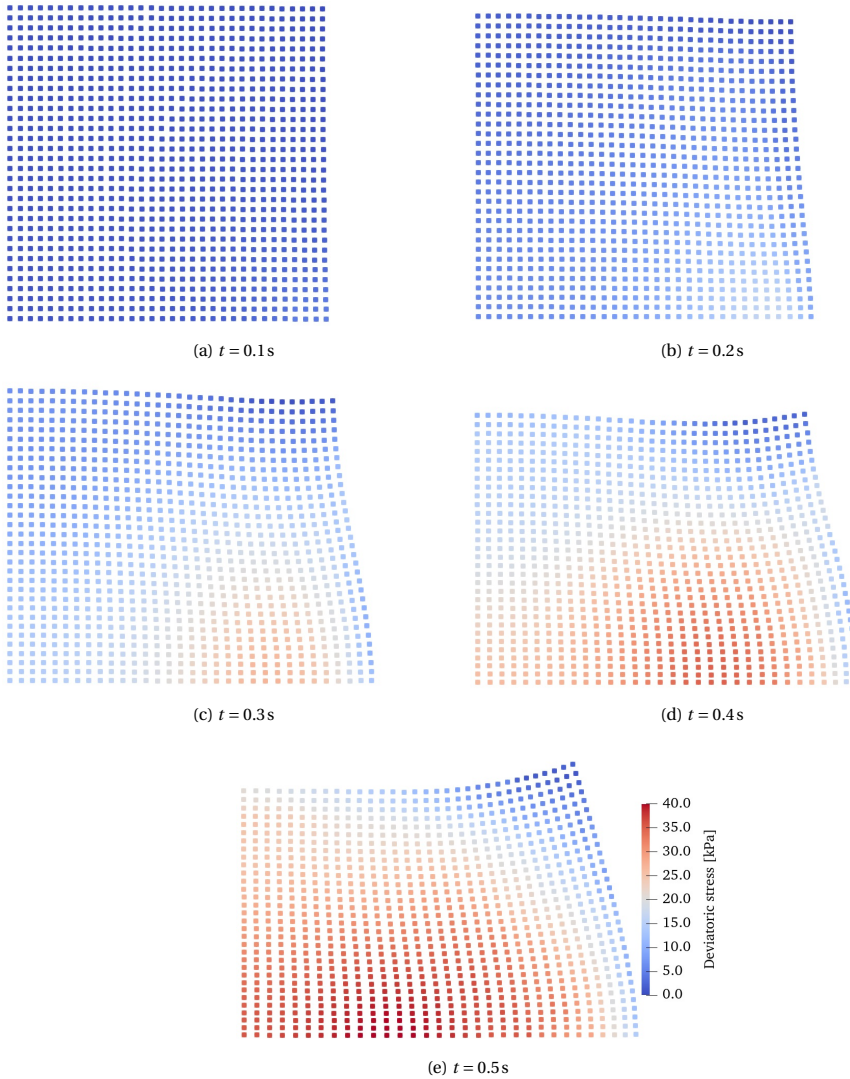 (a) t = 0.1 s
(b) t = 0.2 s
(c) t = 0.3 s
(d) t = 0.4 s
40.0
35.0
30.0
25.0
20.0
15.0
10.0
5.0
0.0
Deviatoric stress [kPa]
(e) t = 0.5 s